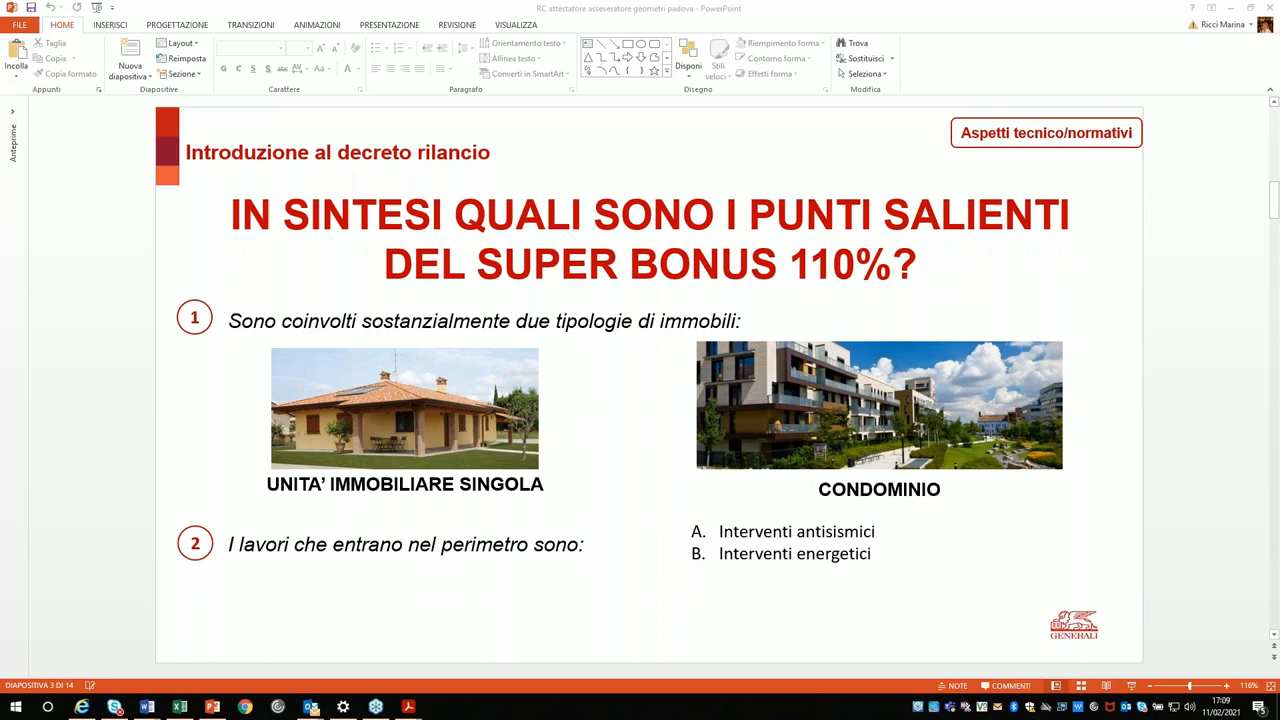 RC attestatore asseveratore geometri padova - PowerPoint
FILE HOME INSERISCI PROGETTAZIONE TRANSIZIONI ANIMAZIONI PRESENTAZIONE REVISIONE VISUALIZZA
Ricci Marina
Incolla
Taglia
Copia
Copia formato
Appunti
Nuova
diapositiva
Layout
Reimposta
Sezione
Diapositive
G C S S abc AV Aa A
Carattere
Orientamento testo
Allinea testo
Converti in SmartArt
Paragrafo
Disponi
Stili
veloci
Riempimento forma
Contorno forma
Effetti forma
Disegno
Trova
Sostituisci
Seleziona
Modifica
Anteprime
Aspetti tecnico/normativi
Introduzione al decreto rilancio
IN SINTESI QUALI SONO I PUNTI SALIENTI
DEL SUPER BONUS 110%?
1 Sono coinvolti sostanzialmente due tipologie di immobili:
UNITA’ IMMOBILIARE SINGOLA
CONDOMINIO
2 I lavori che entrano nel perimetro sono:
A. Interventi antisismici
B. Interventi energetici
GENERALI
DIAPOSITIVA 3 DI 14
NOTE COMMENTI 116%
17:09
11/02/2021